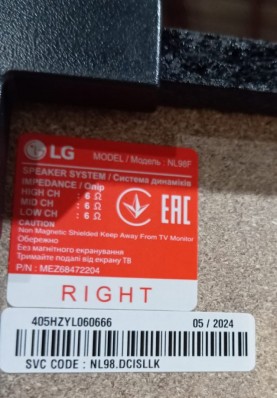 LG MODEL / Модель : NL98F
SPEAKER SYSTEM / Система динаміків
IMPEDANCE / Опір
HIGH CH : 6 Ω
MID CH : 6 Ω
LOW CH : 6 Ω
CAUTION
Non Magnetic Shielded Keep Away From TV Monitor
Обережно
Без магнітного екранування
Тримайте подалі від екрану ТВ
P/N : MEZ68472204
EAC
RIGHT
405HZYL060666 05 / 2024
SVC CODE : NL98.DCISLLK